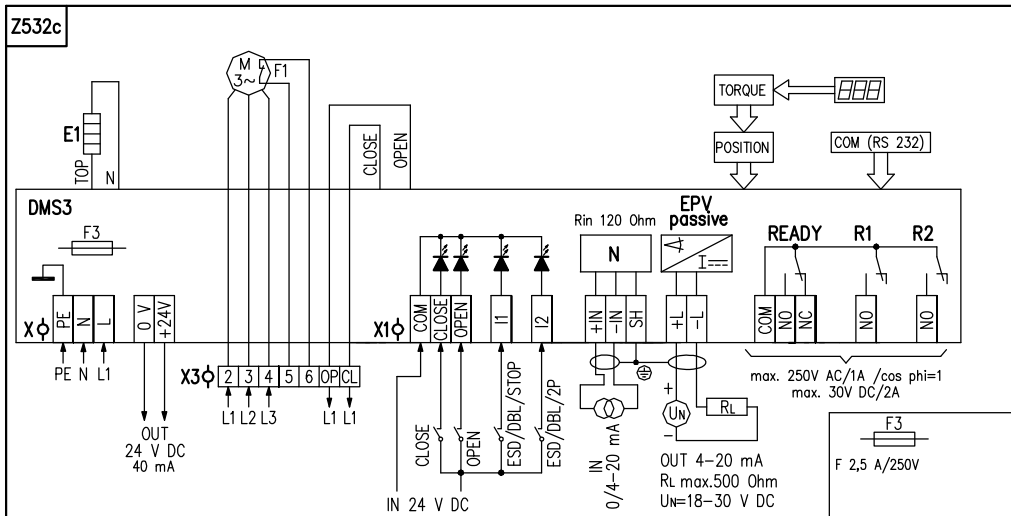 Z532c
M
3~
F1
E1
TOP
N
CLOSE
OPEN
TORQUE
POSITION
COM (RS 232)
DMS3
F3
Rin 120 Ohm
N
EPV
passive
I
READY
R1
R2
X
PE
N
L
0 V
+24V
X1
COM
CLOSE
OPEN
I1
I2
+IN
-IN
SH
+L
-L
COM
NO
NC
NO
NO
PE N L1
X3
2 3 4 5 6 OP CL
L1 L2 L3 L1 L1
OUT
24 V DC
40 mA
CLOSE
OPEN
ESD/DBL/STOP
ESD/DBL/2P
IN 24 V DC
IN
0/4-20 mA
+
UN
-
RL
OUT 4-20 mA
RL max.500 Ohm
UN=18-30 V DC
max. 250V AC/1A /cos phi=1
max. 30V DC/2A
F3
F 2,5 A/250V